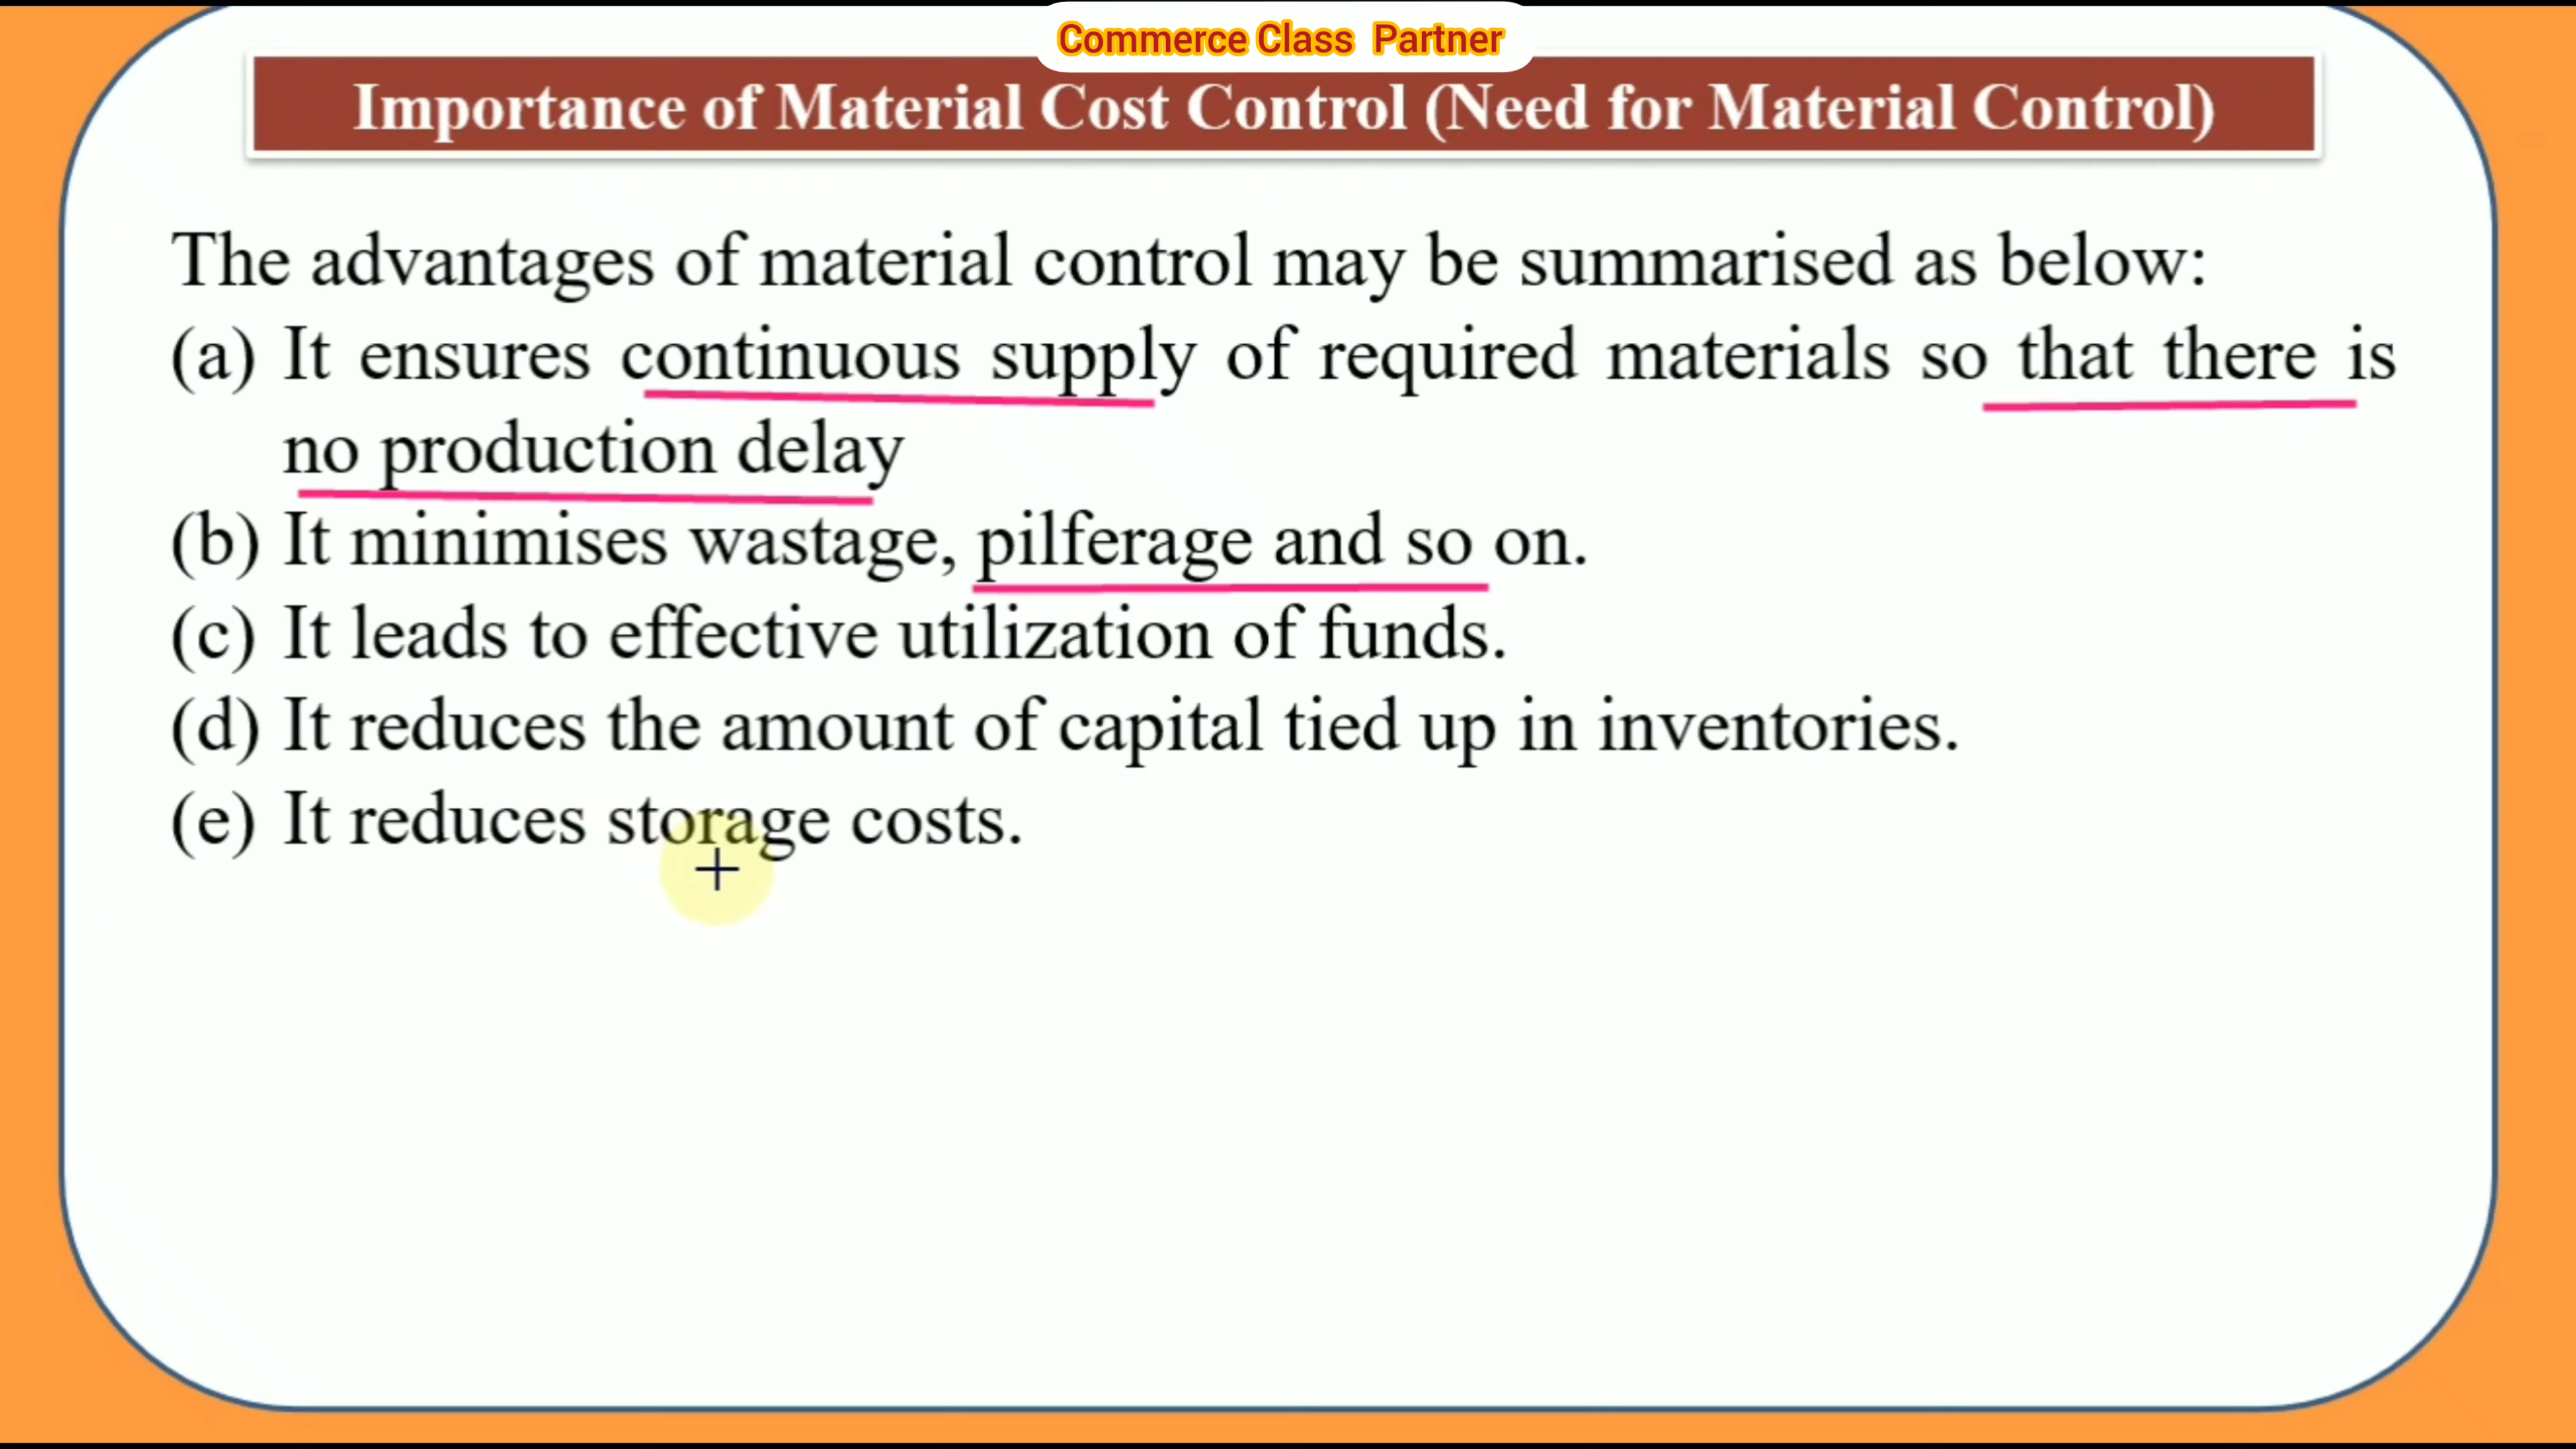 Commerce Class Partner
Importance of Material Cost Control (Need for Material Control)
The advantages of material control may be summarised as below:
(a) It ensures continuous supply of required materials so that there is
no production delay
(b) It minimises wastage, pilferage and so on.
(c) It leads to effective utilization of funds.
(d) It reduces the amount of capital tied up in inventories.
(e) It reduces storage costs.